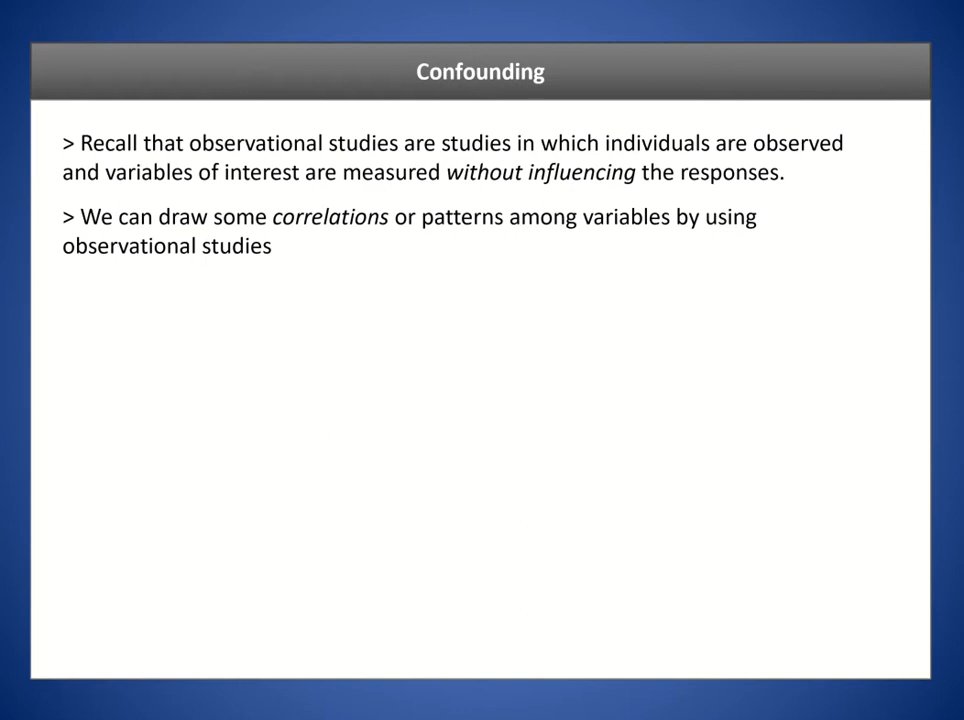 Confounding
> Recall that observational studies are studies in which individuals are observed
and variables of interest are measured without influencing the responses.
> We can draw some correlations or patterns among variables by using
observational studies